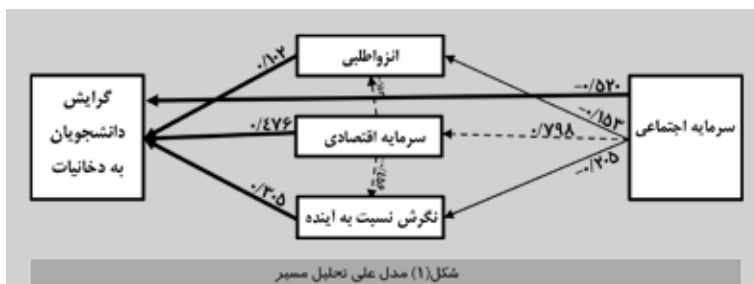 انزواطلبی
۰/۱۰۲
-۰/۵۲۰
گرایش
دانشجویان
به دخانیات
سرمایه اجتماعی
-۰/۱۵۳
۰/۴۷۶
سرمایه اقتصادی
۰/۷۹۸
-۰/۲۰۵
۰/۳۰۵
نگرش نسبت به آینده
شکل(۱) مدل علی تحلیل مسیر